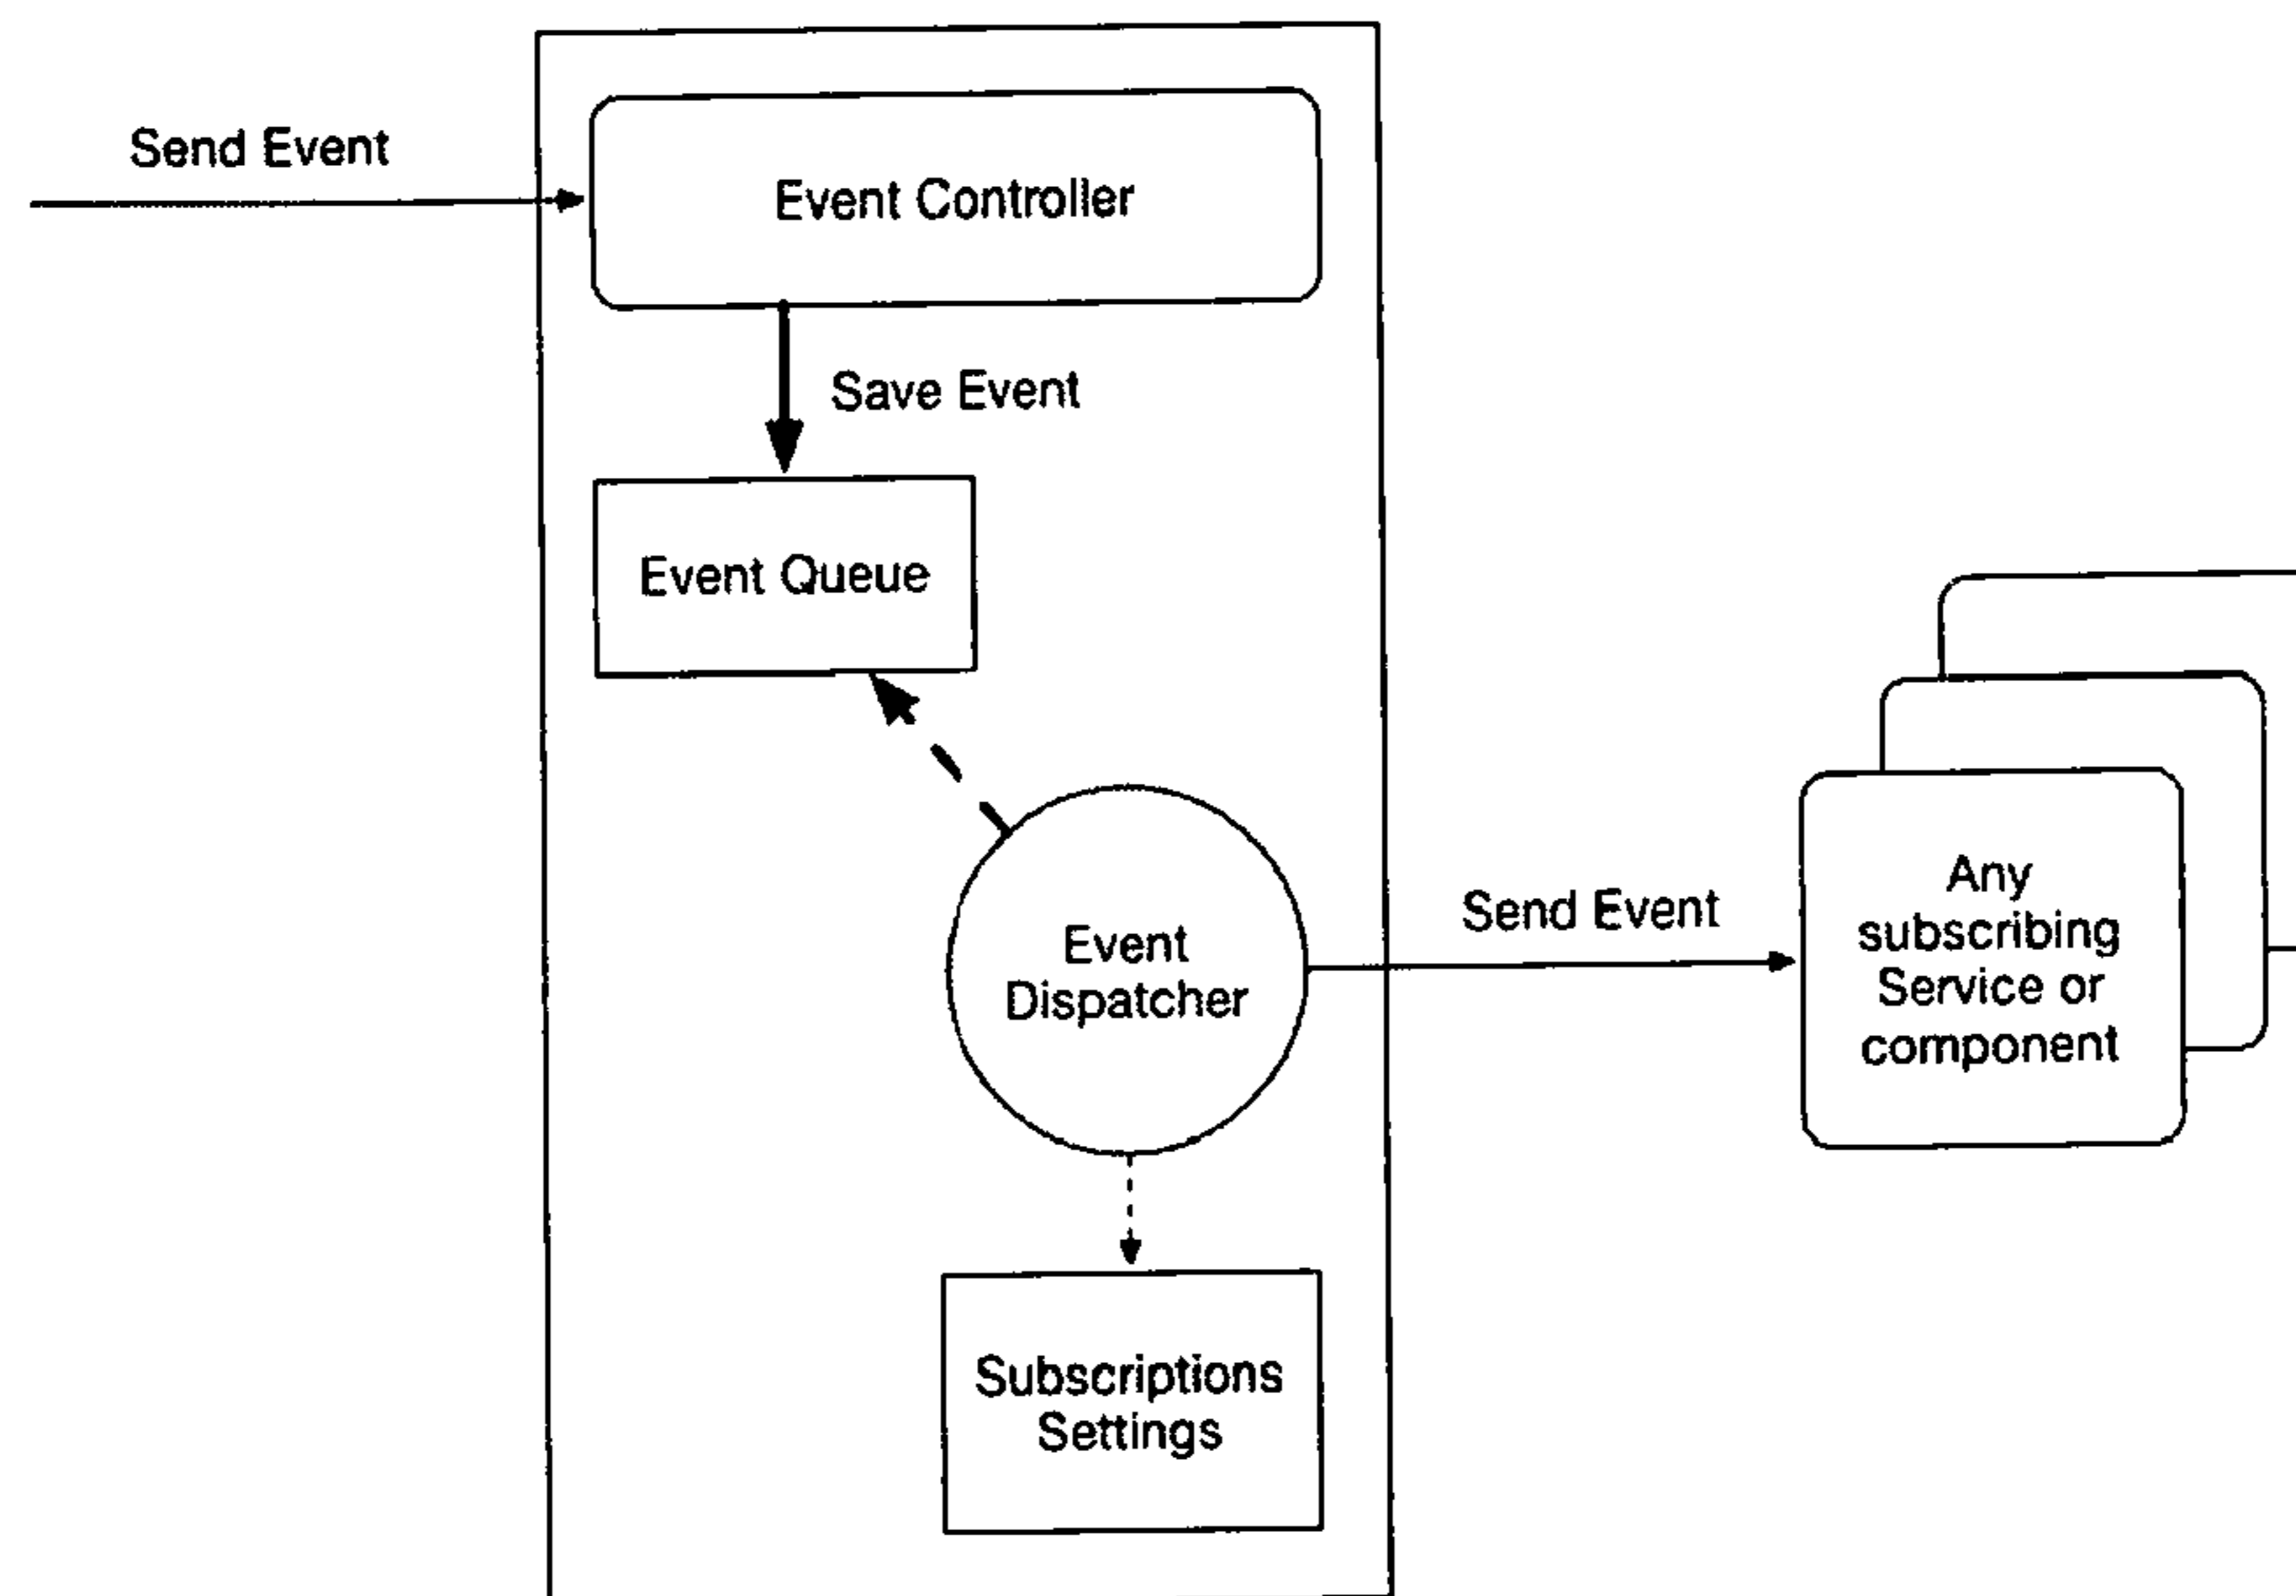 Send Event
Event Controller
Save Event
Event Queue
Event
Dispatcher
Send Event
Any
subscribing
Service or
component
Subscriptions
Settings